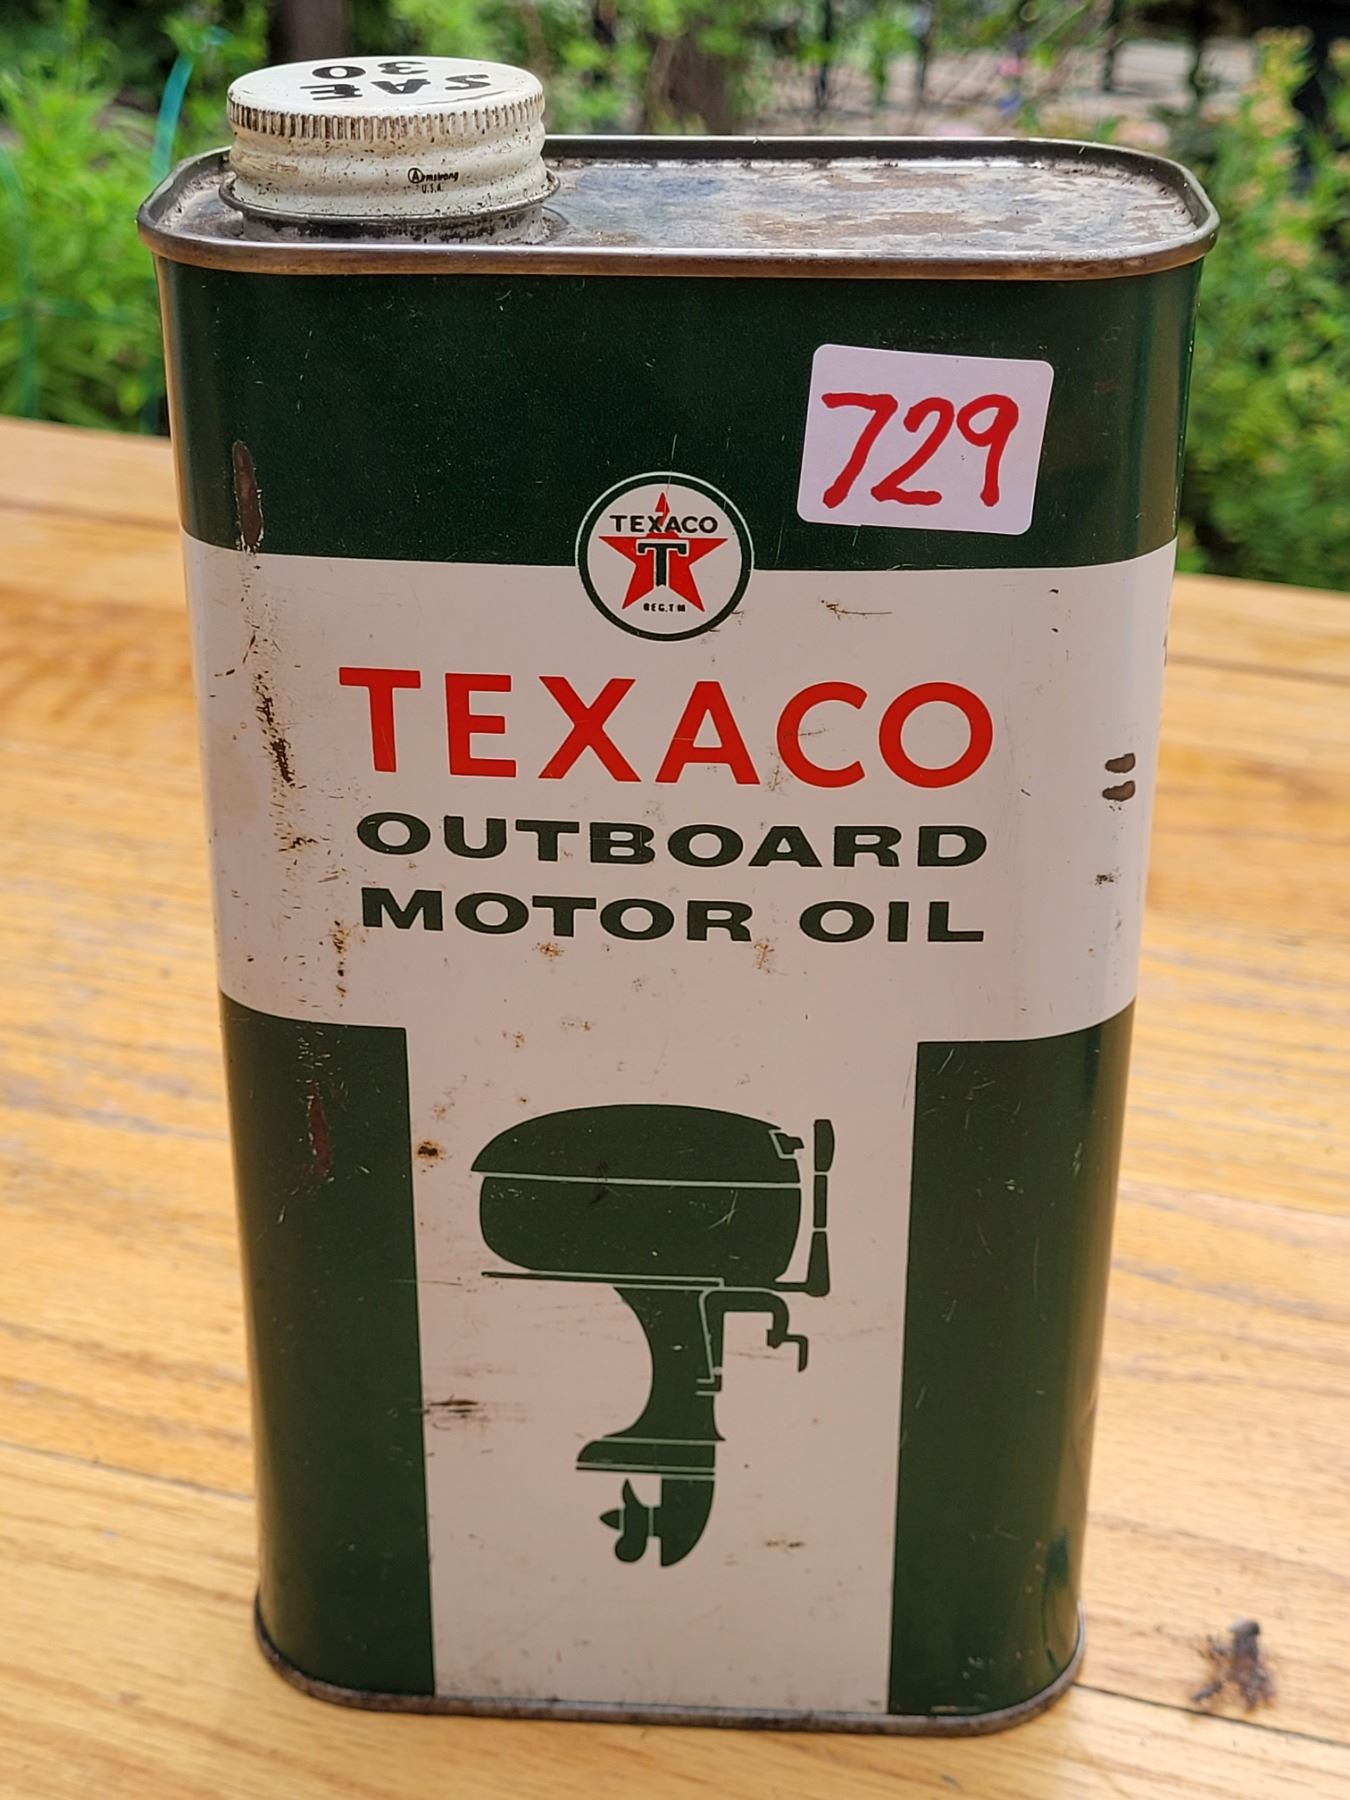 SAE
30
Armstrong
U.S.A.
729
TEXACO
T
REG. T M
TEXACO
OUTBOARD
MOTOR OIL